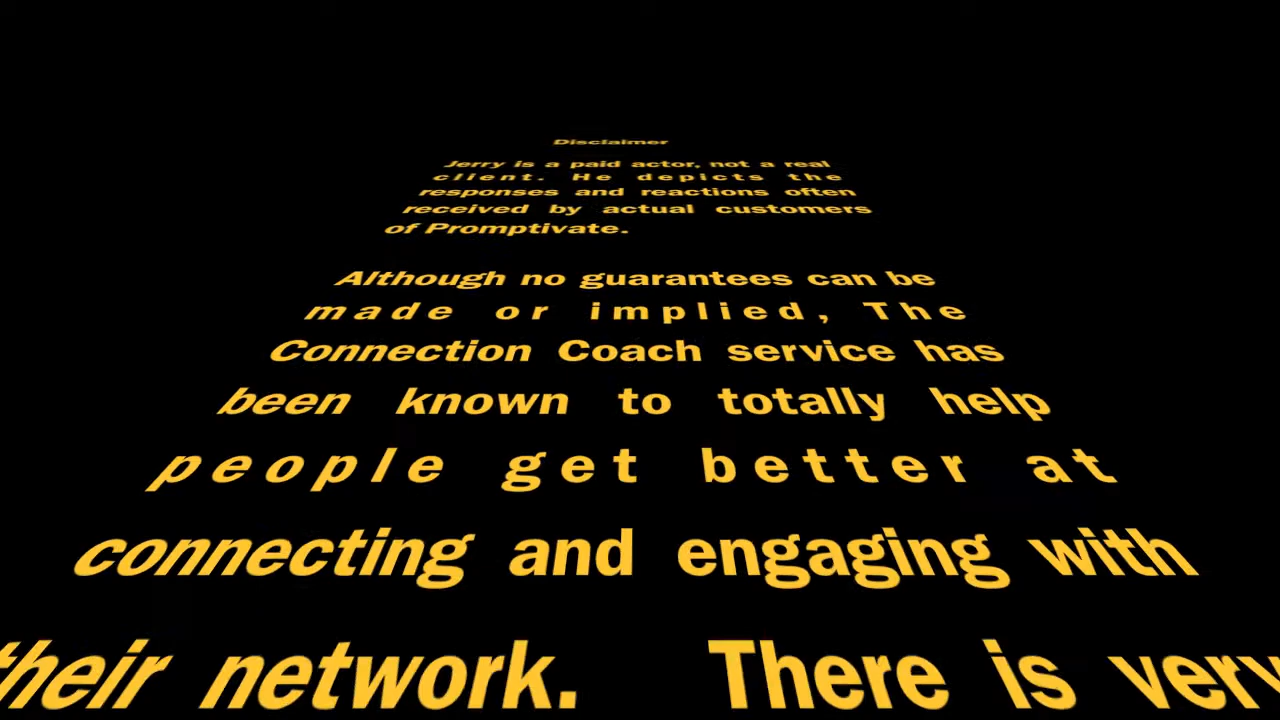 Disclaimer
Jerry is a paid actor, not a real
client. He depicts the
responses and reactions often
received by actual customers
of Promptivate.
Although no guarantees can be
made or implied, The
Connection Coach service has
been known to totally help
people get better at
connecting and engaging with
their network. There is very